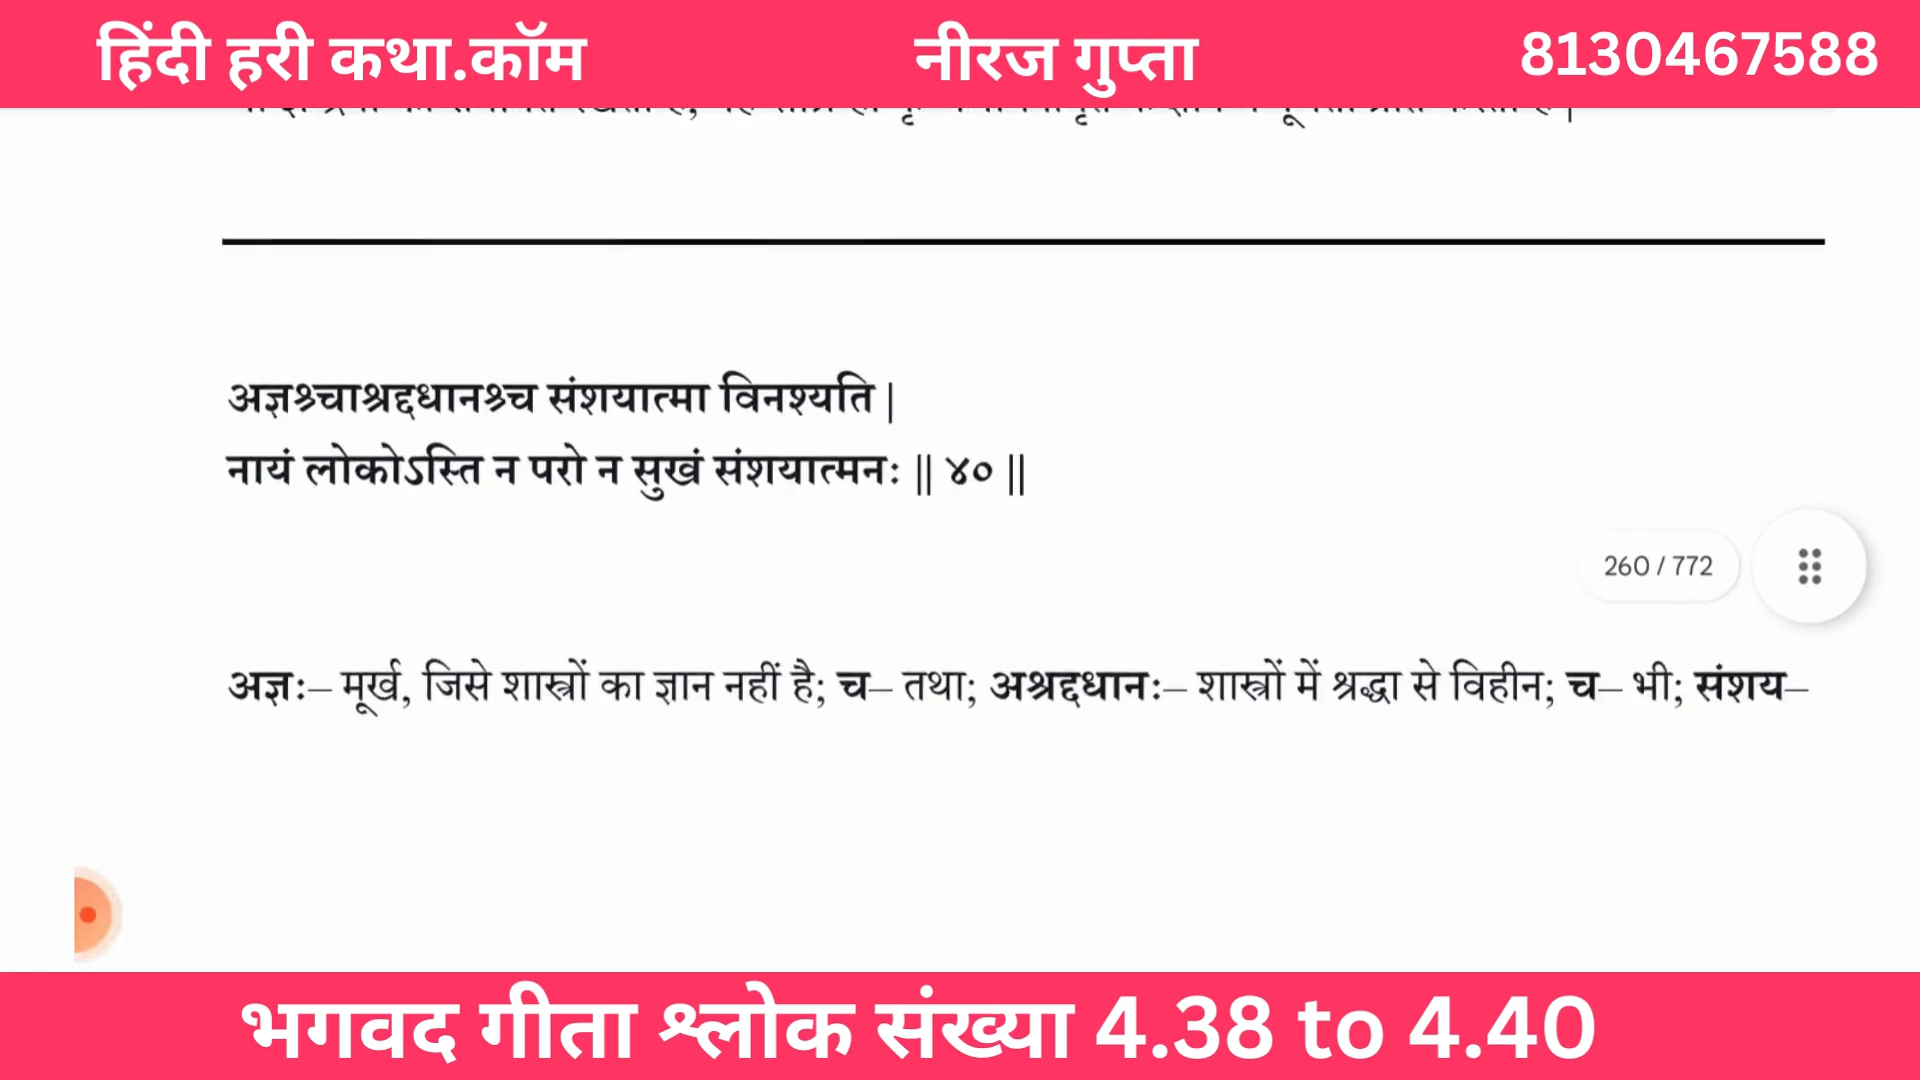 हिंदी हरी कथा.कॉम नीरज गुप्ता 8130467588
अज्ञश्र्चाश्रद्दधानश्र्च संशयात्मा विनश्यति |
नायं लोकोऽस्ति न परो न सुखं संशयात्मनः || ४० ||
260 / 772
अज्ञः– मूर्ख, जिसे शास्त्रों का ज्ञान नहीं है; च– तथा; अश्रद्दधानः– शास्त्रों में श्रद्धा से विहीन; च– भी; संशय–
भगवद गीता श्लोक संख्या 4.38 to 4.40